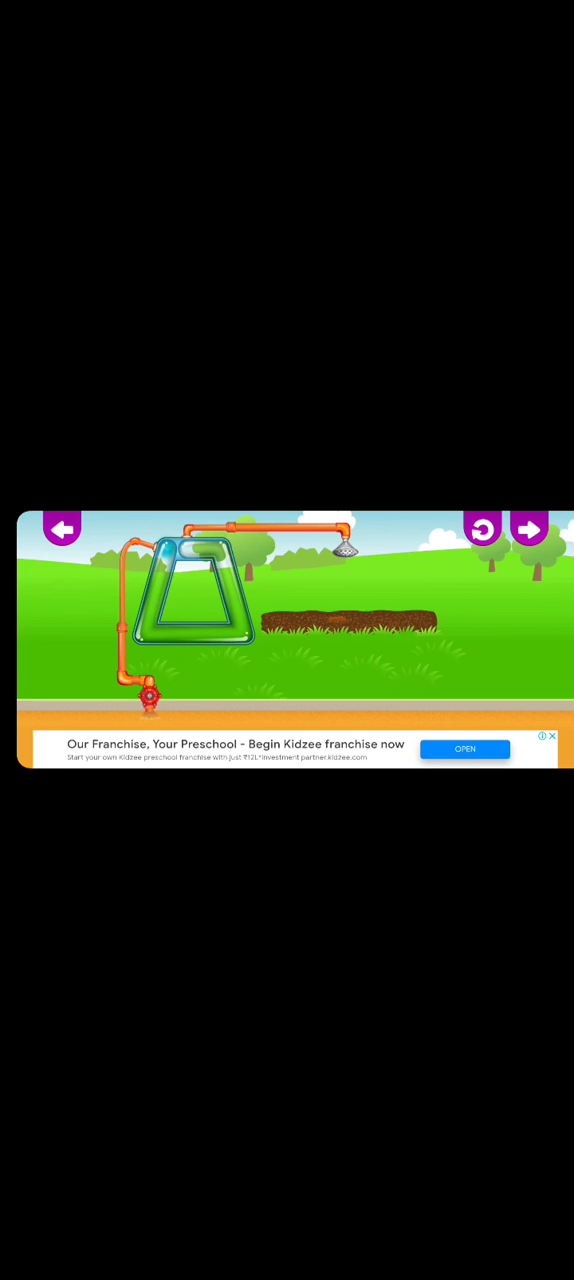 Our Franchise, Your Preschool - Begin Kidzee franchise now
Start your own Kidzee preschool franchise with just ₹12L*investment partner.kidzee.com
OPEN